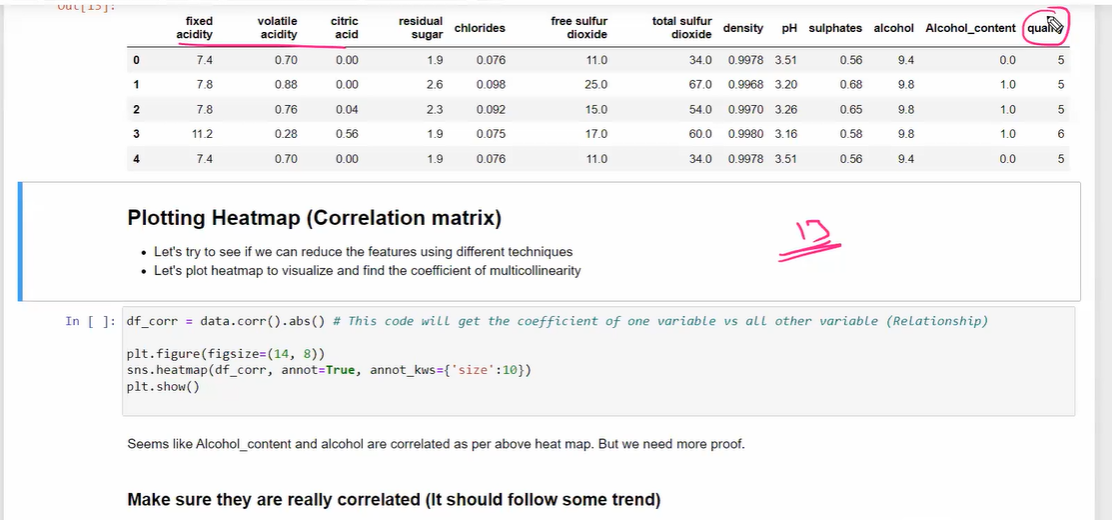 Out[13]:
fixed acidity volatile acidity citric acid residual sugar chlorides free sulfur dioxide total sulfur dioxide density pH sulphates alcohol Alcohol_content quality
0 7.4 0.70 0.00 1.9 0.076 11.0 34.0 0.9978 3.51 0.56 9.4 0.0 5
1 7.8 0.88 0.00 2.6 0.098 25.0 67.0 0.9968 3.20 0.68 9.8 1.0 5
2 7.8 0.76 0.04 2.3 0.092 15.0 54.0 0.9970 3.26 0.65 9.8 1.0 5
3 11.2 0.28 0.56 1.9 0.075 17.0 60.0 0.9980 3.16 0.58 9.8 1.0 6
4 7.4 0.70 0.00 1.9 0.076 11.0 34.0 0.9978 3.51 0.56 9.4 0.0 5
Plotting Heatmap (Correlation matrix)
• Let's try to see if we can reduce the features using different techniques
• Let's plot heatmap to visualize and find the coefficient of multicollinearity
In [ ]: df_corr = data.corr().abs() # This code will get the coefficient of one variable vs all other variable (Relationship)
plt.figure(figsize=(14, 8))
sns.heatmap(df_corr, annot=True, annot_kws={'size':10})
plt.show()
Seems like Alcohol_content and alcohol are correlated as per above heat map. But we need more proof.
Make sure they are really correlated (It should follow some trend)